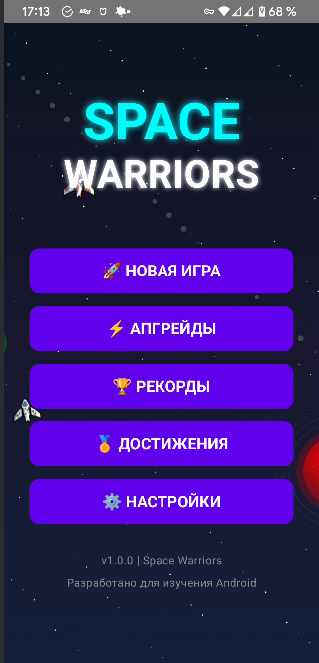 17:13
68 %
SPACE
WARRIORS
🚀 НОВАЯ ИГРА
⚡ АПГРЕЙДЫ
🏆 РЕКОРДЫ
🏅 ДОСТИЖЕНИЯ
⚙️ НАСТРОЙКИ
v1.0.0 | Space Warriors
Разработано для изучения Android